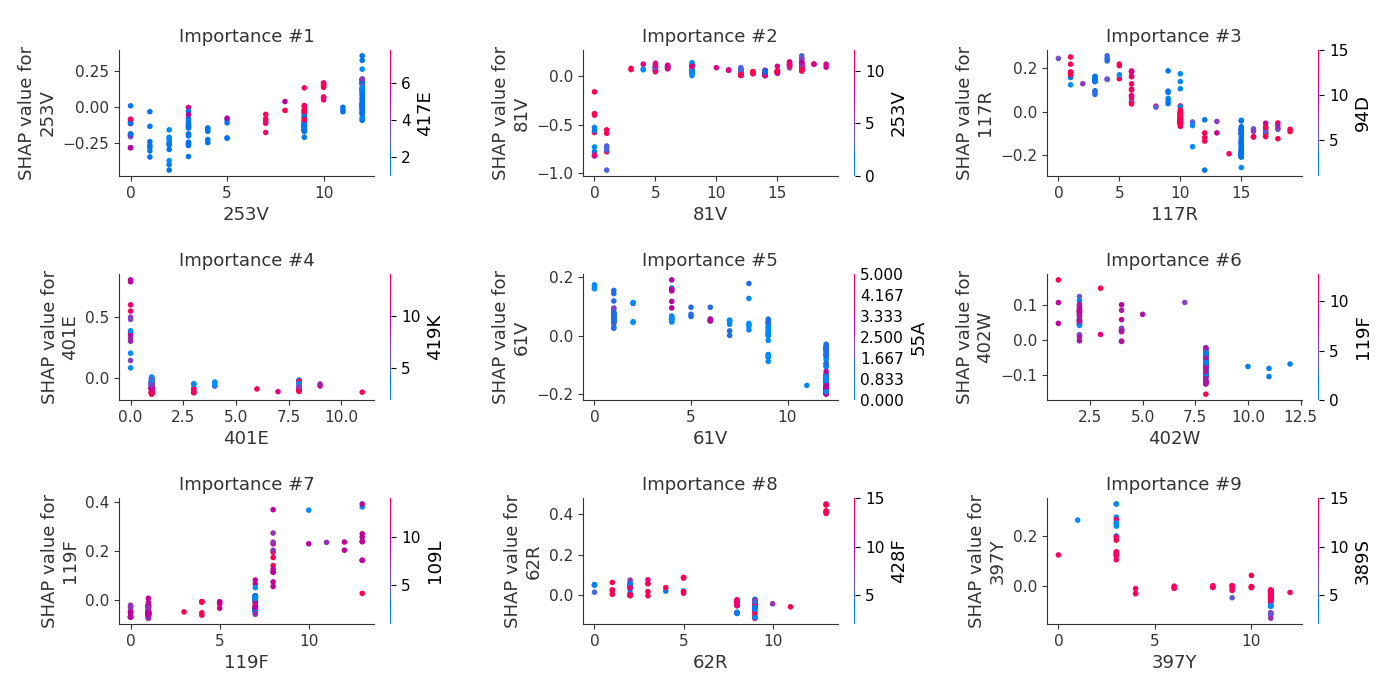 Importance #1
SHAP value for
253V
0.25
0.00
−0.25
0
5
10
253V
6
4
2
417E
Importance #2
SHAP value for
81V
0.0
−0.5
−1.0
0
5
10
15
81V
10
5
0
253V
Importance #3
SHAP value for
117R
0.2
0.0
−0.2
0
5
10
15
117R
15
10
5
94D
Importance #4
SHAP value for
401E
0.5
0.0
0.0
2.5
5.0
7.5
10.0
401E
10
5
419K
Importance #5
SHAP value for
61V
0.2
0.0
−0.2
0
5
10
61V
5.000
4.167
3.333
2.500
1.667
0.833
0.000
55A
Importance #6
SHAP value for
402W
0.1
0.0
−0.1
2.5
5.0
7.5
10.0
12.5
402W
10
5
0
119F
Importance #7
SHAP value for
119F
0.4
0.2
0.0
0
5
10
119F
10
5
109L
Importance #8
SHAP value for
62R
0.4
0.2
0.0
0
5
10
62R
15
10
5
428F
Importance #9
SHAP value for
397Y
0.2
0.0
0
5
10
397Y
15
10
5
389S